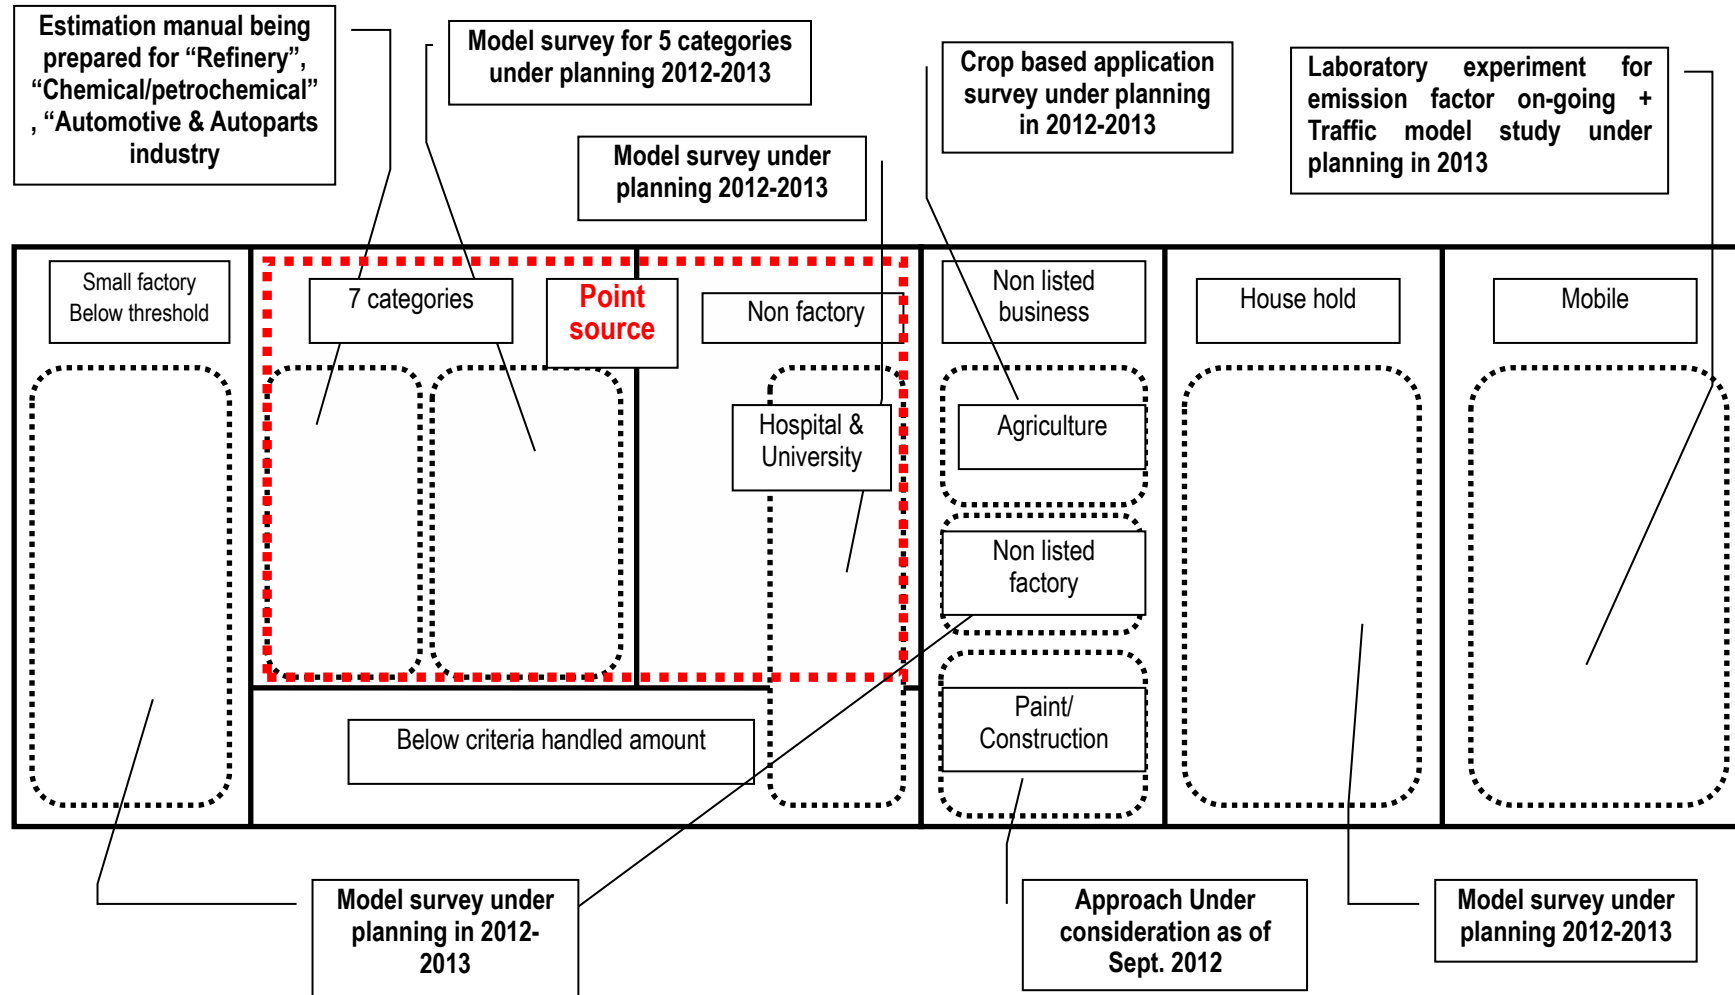 Estimation manual being
prepared for “Refinery”,
“Chemical/petrochemical”
, “Automotive & Autoparts
industry
Model survey for 5 categories
under planning 2012-2013
Model survey under
planning 2012-2013
Crop based application
survey under planning
in 2012-2013
Laboratory experiment for
emission factor on-going +
Traffic model study under
planning in 2013
Small factory
Below threshold
7 categories
Point
source
Non factory
Non listed
business
House hold
Mobile
Hospital &
University
Agriculture
Non listed
factory
Paint/
Construction
Below criteria handled amount
Model survey under
planning in 2012-
2013
Approach Under
consideration as of
Sept. 2012
Model survey under
planning 2012-2013